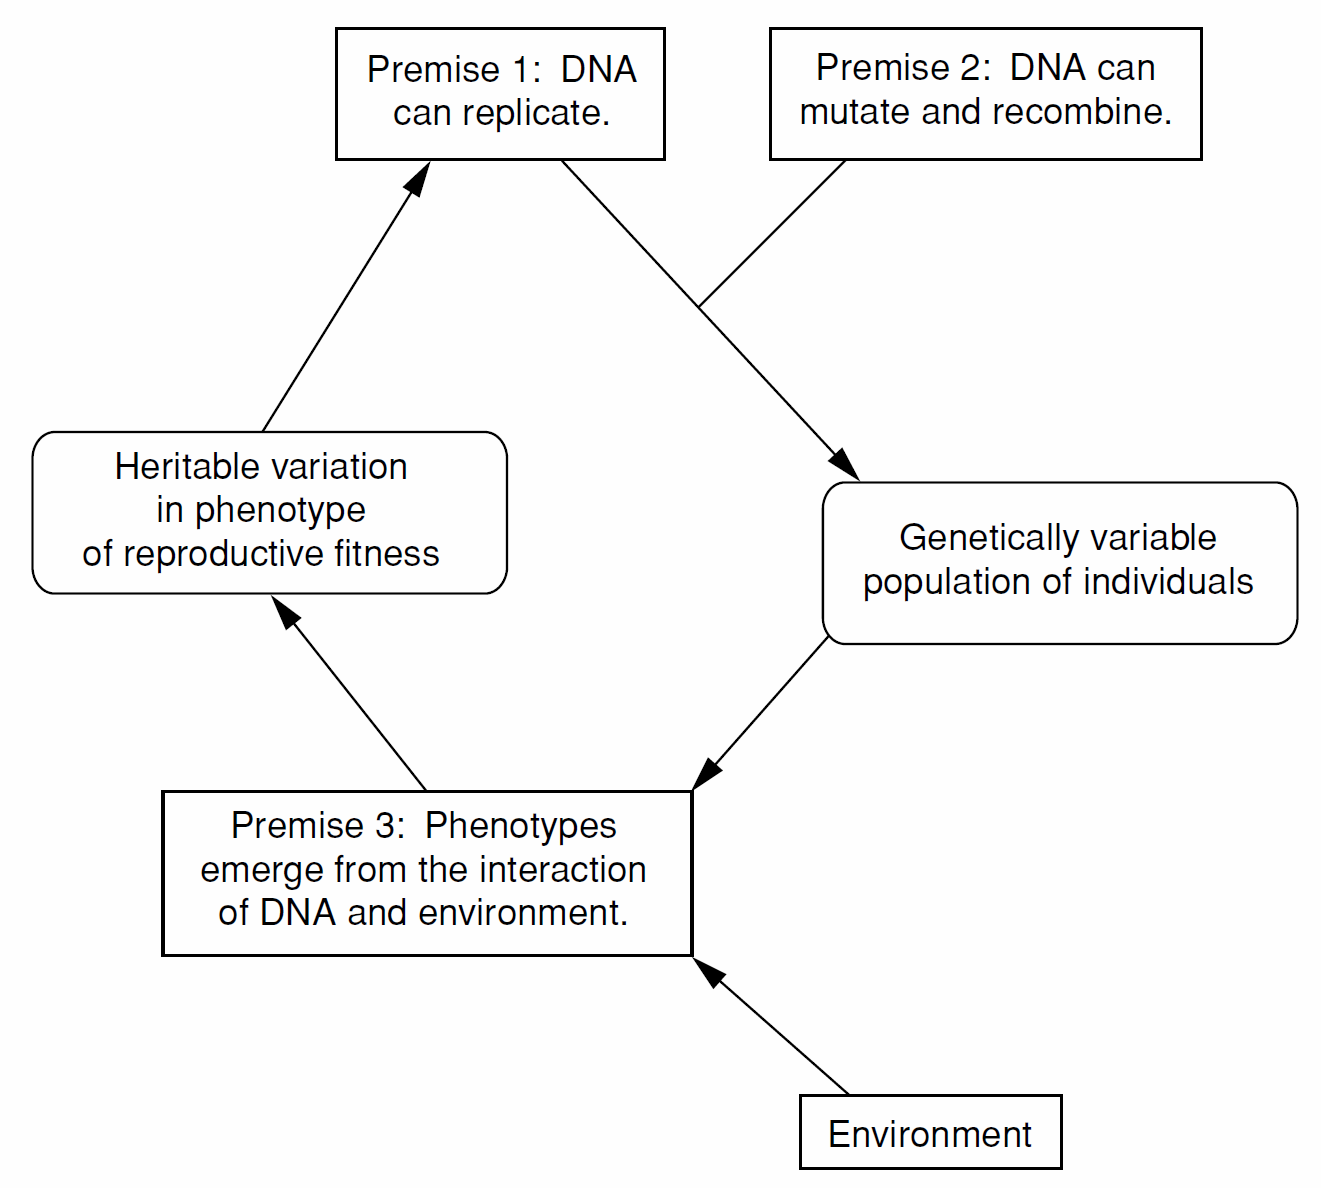 Premise 1: DNA
can replicate.
Premise 2: DNA can
mutate and recombine.
Heritable variation
in phenotype
of reproductive fitness
Genetically variable
population of individuals
Premise 3: Phenotypes
emerge from the interaction
of DNA and environment.
Environment